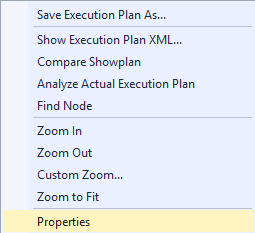 Save Execution Plan As...
Show Execution Plan XML...
Compare Showplan
Analyze Actual Execution Plan
Find Node
Zoom In
Zoom Out
Custom Zoom...
Zoom to Fit
Properties